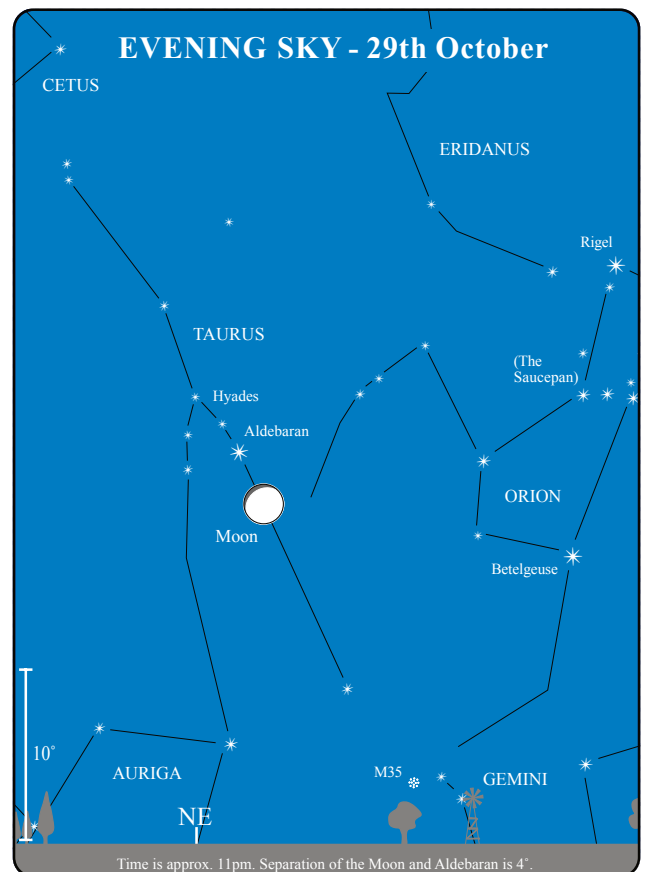 EVENING SKY - 29th October
CETUS
ERIDANUS
Rigel
TAURUS
(The
Saucepan)
Hyades
Aldebaran
ORION
Moon
Betelgeuse
10˚
M35
AURIGA
GEMINI
NE
Time is approx. 11pm. Separation of the Moon and Aldebaran is 4˚.